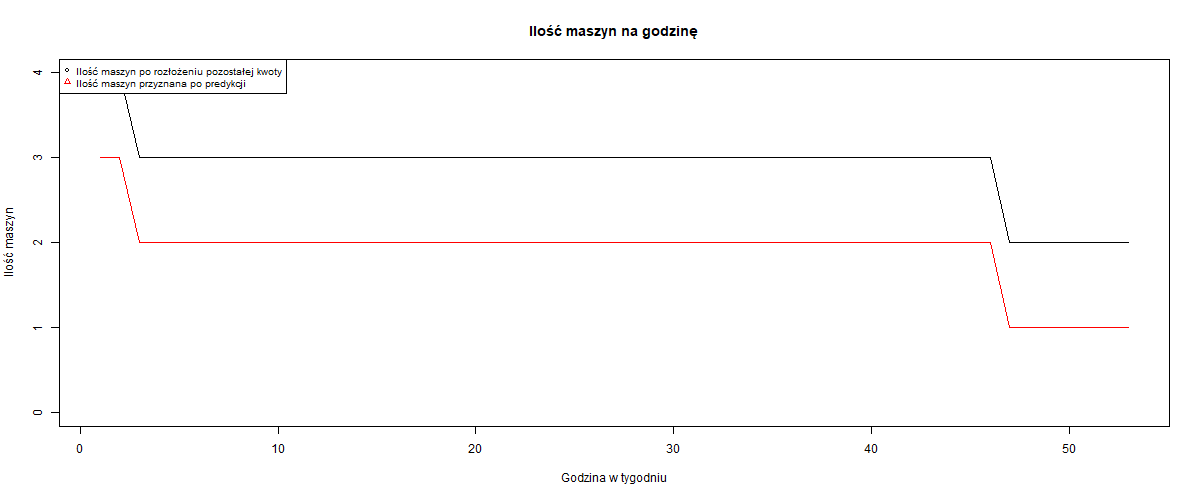 Ilość maszyn na godzinę
Ilość maszyn po rozłożeniu pozostałej kwoty
Ilość maszyn przyznana po predykcji
Ilość maszyn
4
3
2
1
0
0 10 20 30 40 50
Godzina w tygodniu